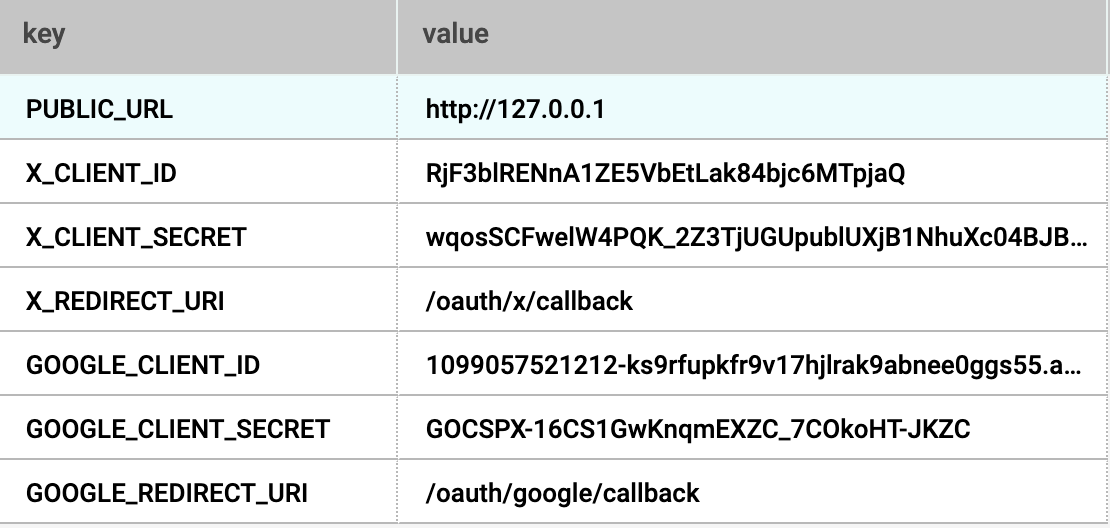 key value
PUBLIC_URL http://127.0.0.1
X_CLIENT_ID RjF3blRENnA1ZE5VbEtLak84bjc6MTpjaQ
X_CLIENT_SECRET wqosSCFwelW4PQK_2Z3TjUGUpublUXjB1NhuXc04BJB...
X_REDIRECT_URI /oauth/x/callback
GOOGLE_CLIENT_ID 1099057521212-ks9rfupkfr9v17hjlrak9abnee0ggs55.a...
GOOGLE_CLIENT_SECRET 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
GOOGLE_REDIRECT_URI /oauth/google/callback